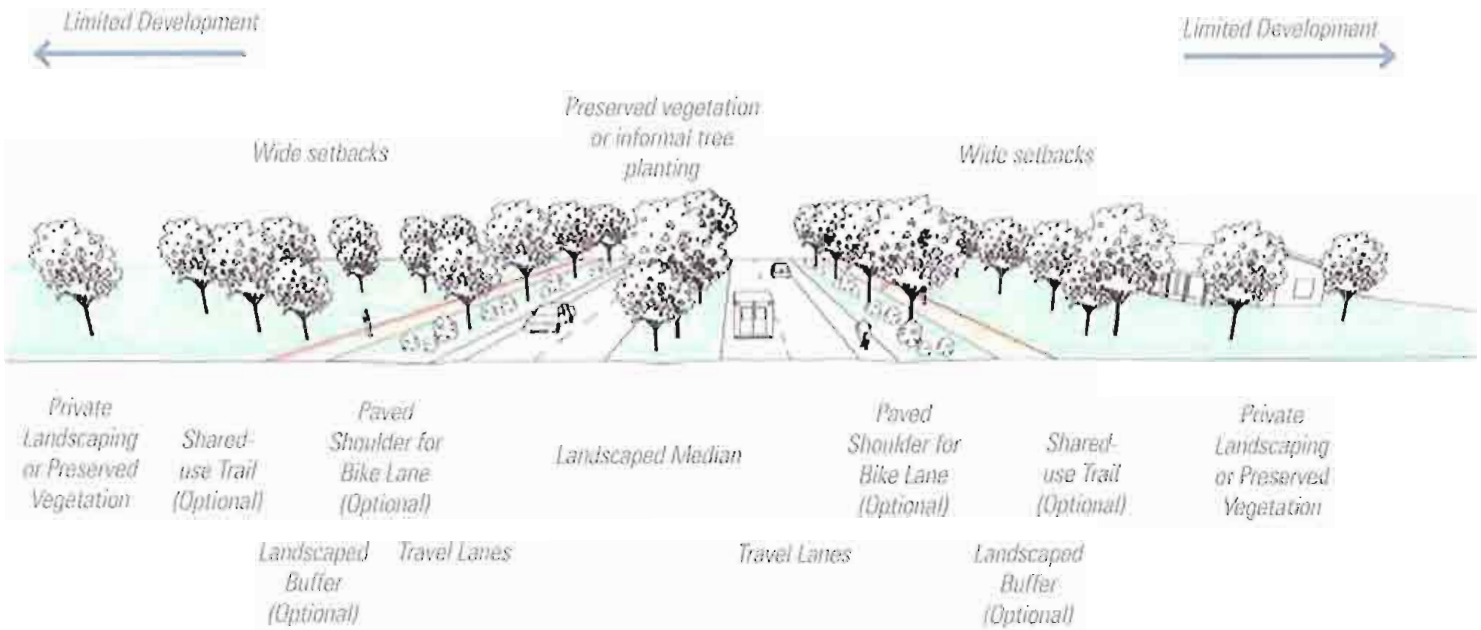 Limited Development
Limited Development
Preserved vegetation
or informal tree
planting
Wide setbacks
Wide setbacks
Private
Landscaping
or Preserved
Vegetation
Shared-
use Trail
(Optional)
Paved
Shoulder for
Bike Lane
(Optional)
Landscaped Median
Paved
Shoulder for
Bike Lane
(Optional)
Shared-
use Trail
(Optional)
Private
Landscaping
or Preserved
Vegetation
Landscaped
Buffer
(Optional)
Travel Lanes
Travel Lanes
Landscaped
Buffer
(Optional)